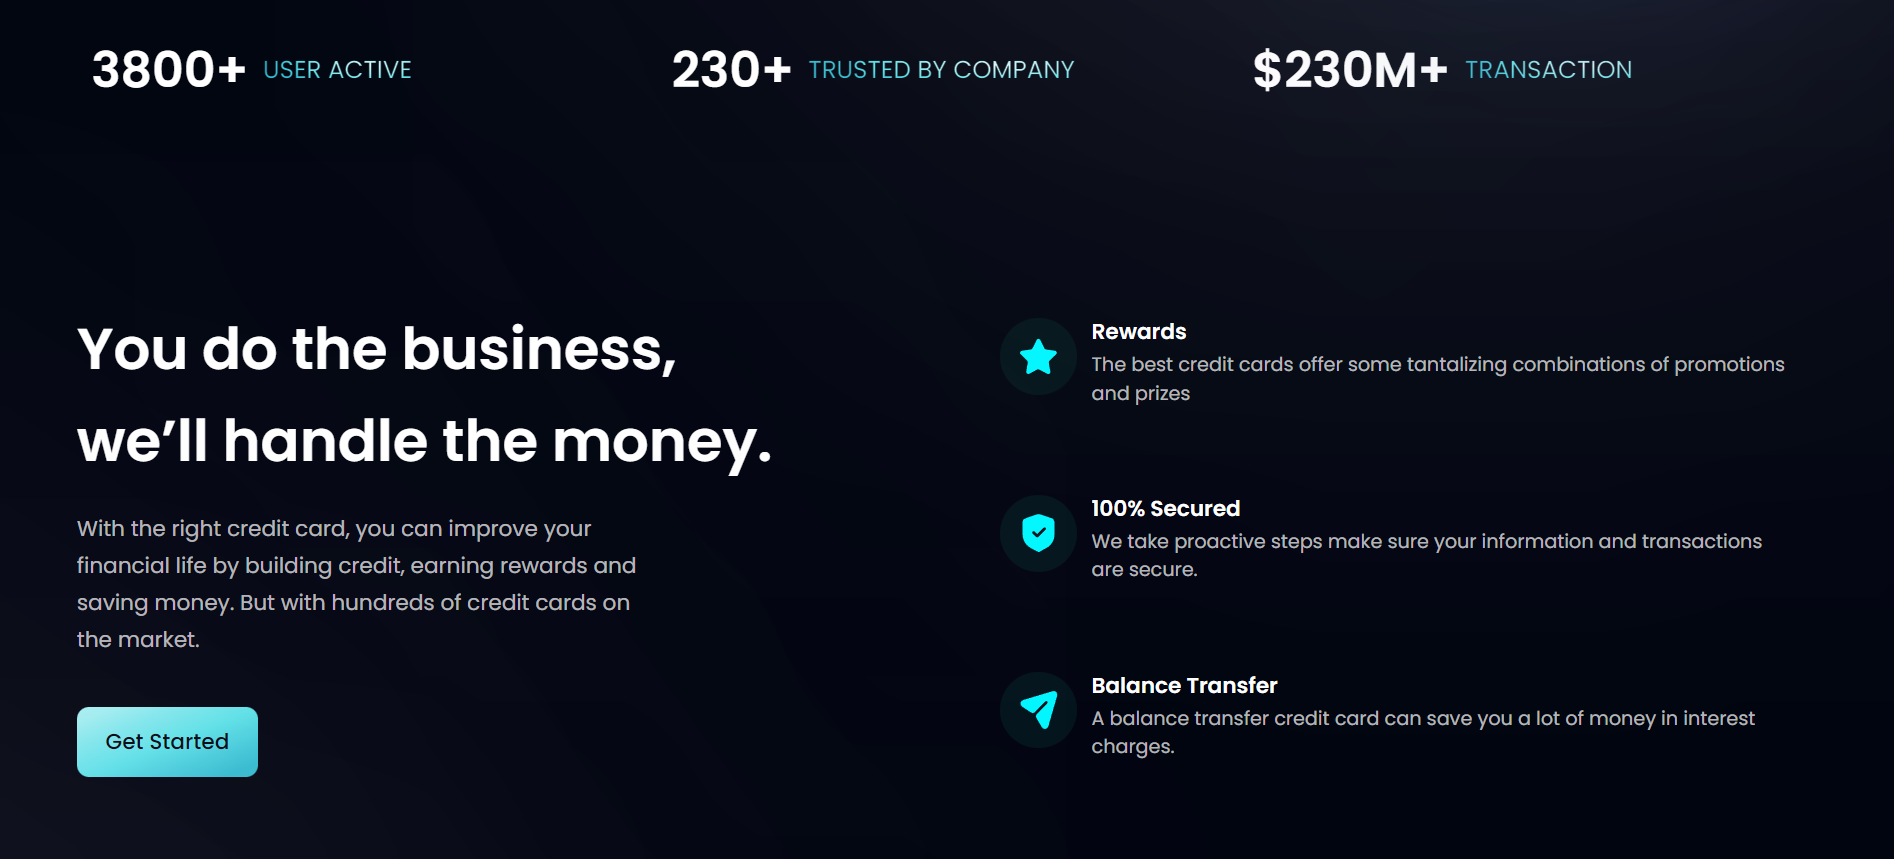 3800+ USER ACTIVE
230+ TRUSTED BY COMPANY
$230M+ TRANSACTION
You do the business,
we’ll handle the money.
With the right credit card, you can improve your
financial life by building credit, earning rewards and
saving money. But with hundreds of credit cards on
the market.
Get Started
Rewards
The best credit cards offer some tantalizing combinations of promotions
and prizes
100% Secured
We take proactive steps make sure your information and transactions
are secure.
Balance Transfer
A balance transfer credit card can save you a lot of money in interest
charges.